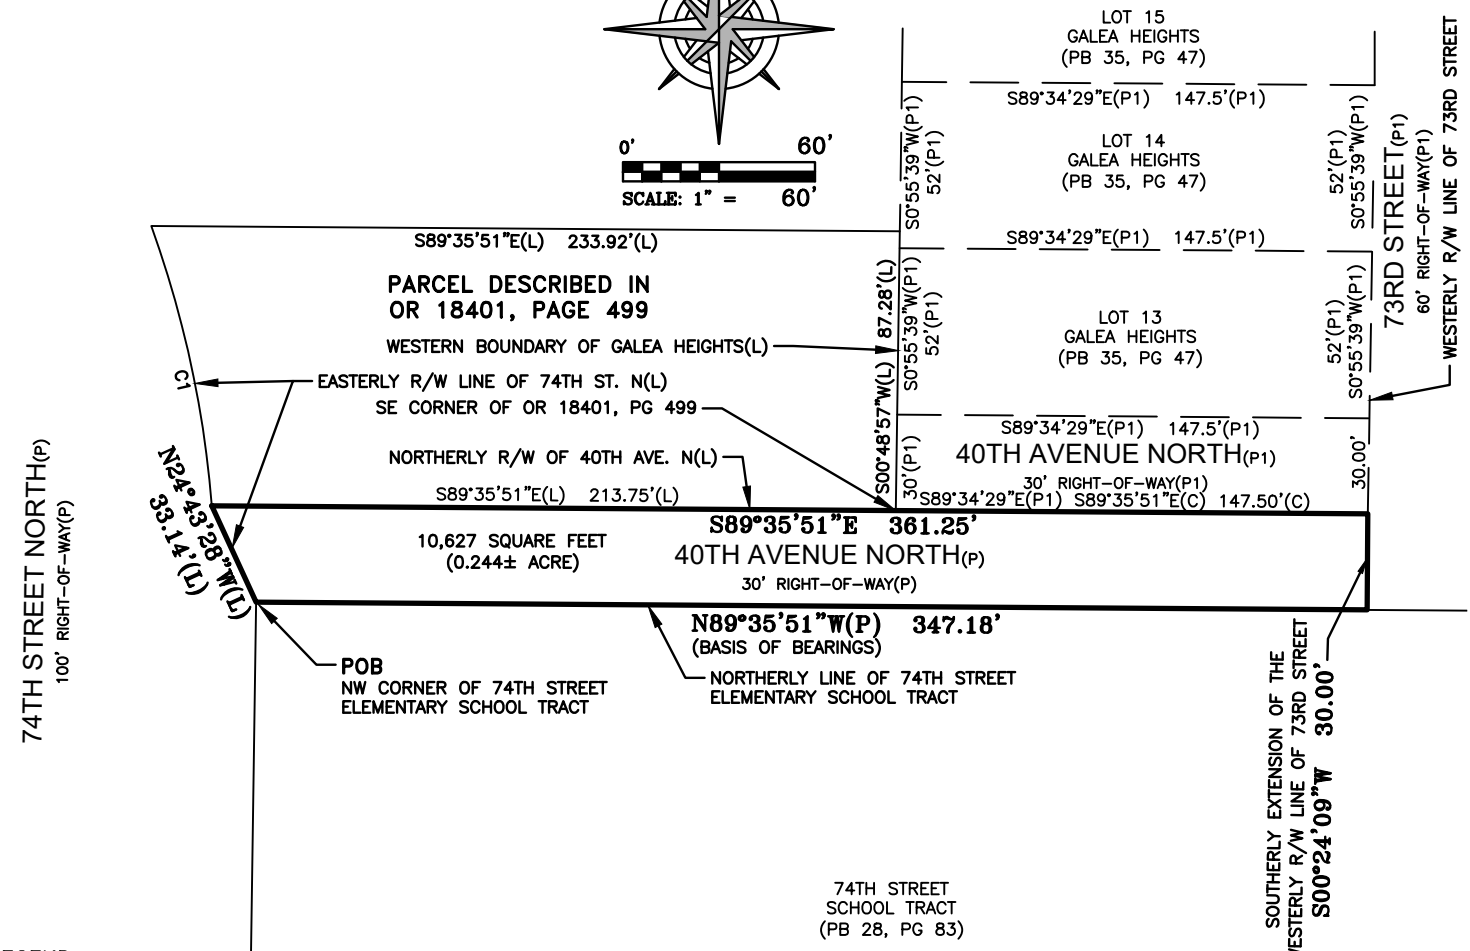 LOT 15
GALEA HEIGHTS
(PB 35, PG 47)
S89°34'29"E(P1) 147.5'(P1)
0' 60'
SCALE: 1" = 60'
S0°55'39"W(P1)
52'(P1)
LOT 14
GALEA HEIGHTS
(PB 35, PG 47)
52'(P1)
S0°55'39"W(P1)
73RD STREET(P1)
60' RIGHT-OF-WAY(P1)
WESTERLY R/W LINE OF 73RD STREET
S89°35'51"E(L) 233.92'(L)
S89°34'29"E(P1) 147.5'(P1)
PARCEL DESCRIBED IN
OR 18401, PAGE 499
S00°48'57"W(L) 87.28'(L)
S0°55'39"W(P1)
52'(P1)
LOT 13
GALEA HEIGHTS
(PB 35, PG 47)
52'(P1)
S0°55'39"W(P1)
WESTERN BOUNDARY OF GALEA HEIGHTS(L)
C1
EASTERLY R/W LINE OF 74TH ST. N(L)
SE CORNER OF OR 18401, PG 499
S89°34'29"E(P1) 147.5'(P1)
40TH AVENUE NORTH(P1)
30' RIGHT-OF-WAY(P1)
30'(P1)
30.00'
NORTHERLY R/W OF 40TH AVE. N(L)
S89°35'51"E(L) 213.75'(L)
S89°34'29"E(P1) S89°35'51"E(C) 147.50'(C)
74TH STREET NORTH(P)
100' RIGHT-OF-WAY(P)
N24°43'28"W(L)
33.14'(L)
S89°35'51"E 361.25'
10,627 SQUARE FEET
(0.244± ACRE)
40TH AVENUE NORTH(P)
30' RIGHT-OF-WAY(P)
N89°35'51"W(P) 347.18'
(BASIS OF BEARINGS)
POB
NW CORNER OF 74TH STREET
ELEMENTARY SCHOOL TRACT
NORTHERLY LINE OF 74TH STREET
ELEMENTARY SCHOOL TRACT
SOUTHERLY EXTENSION OF THE
WESTERLY R/W LINE OF 73RD STREET
S00°24'09"W 30.00'
74TH STREET
SCHOOL TRACT
(PB 28, PG 83)